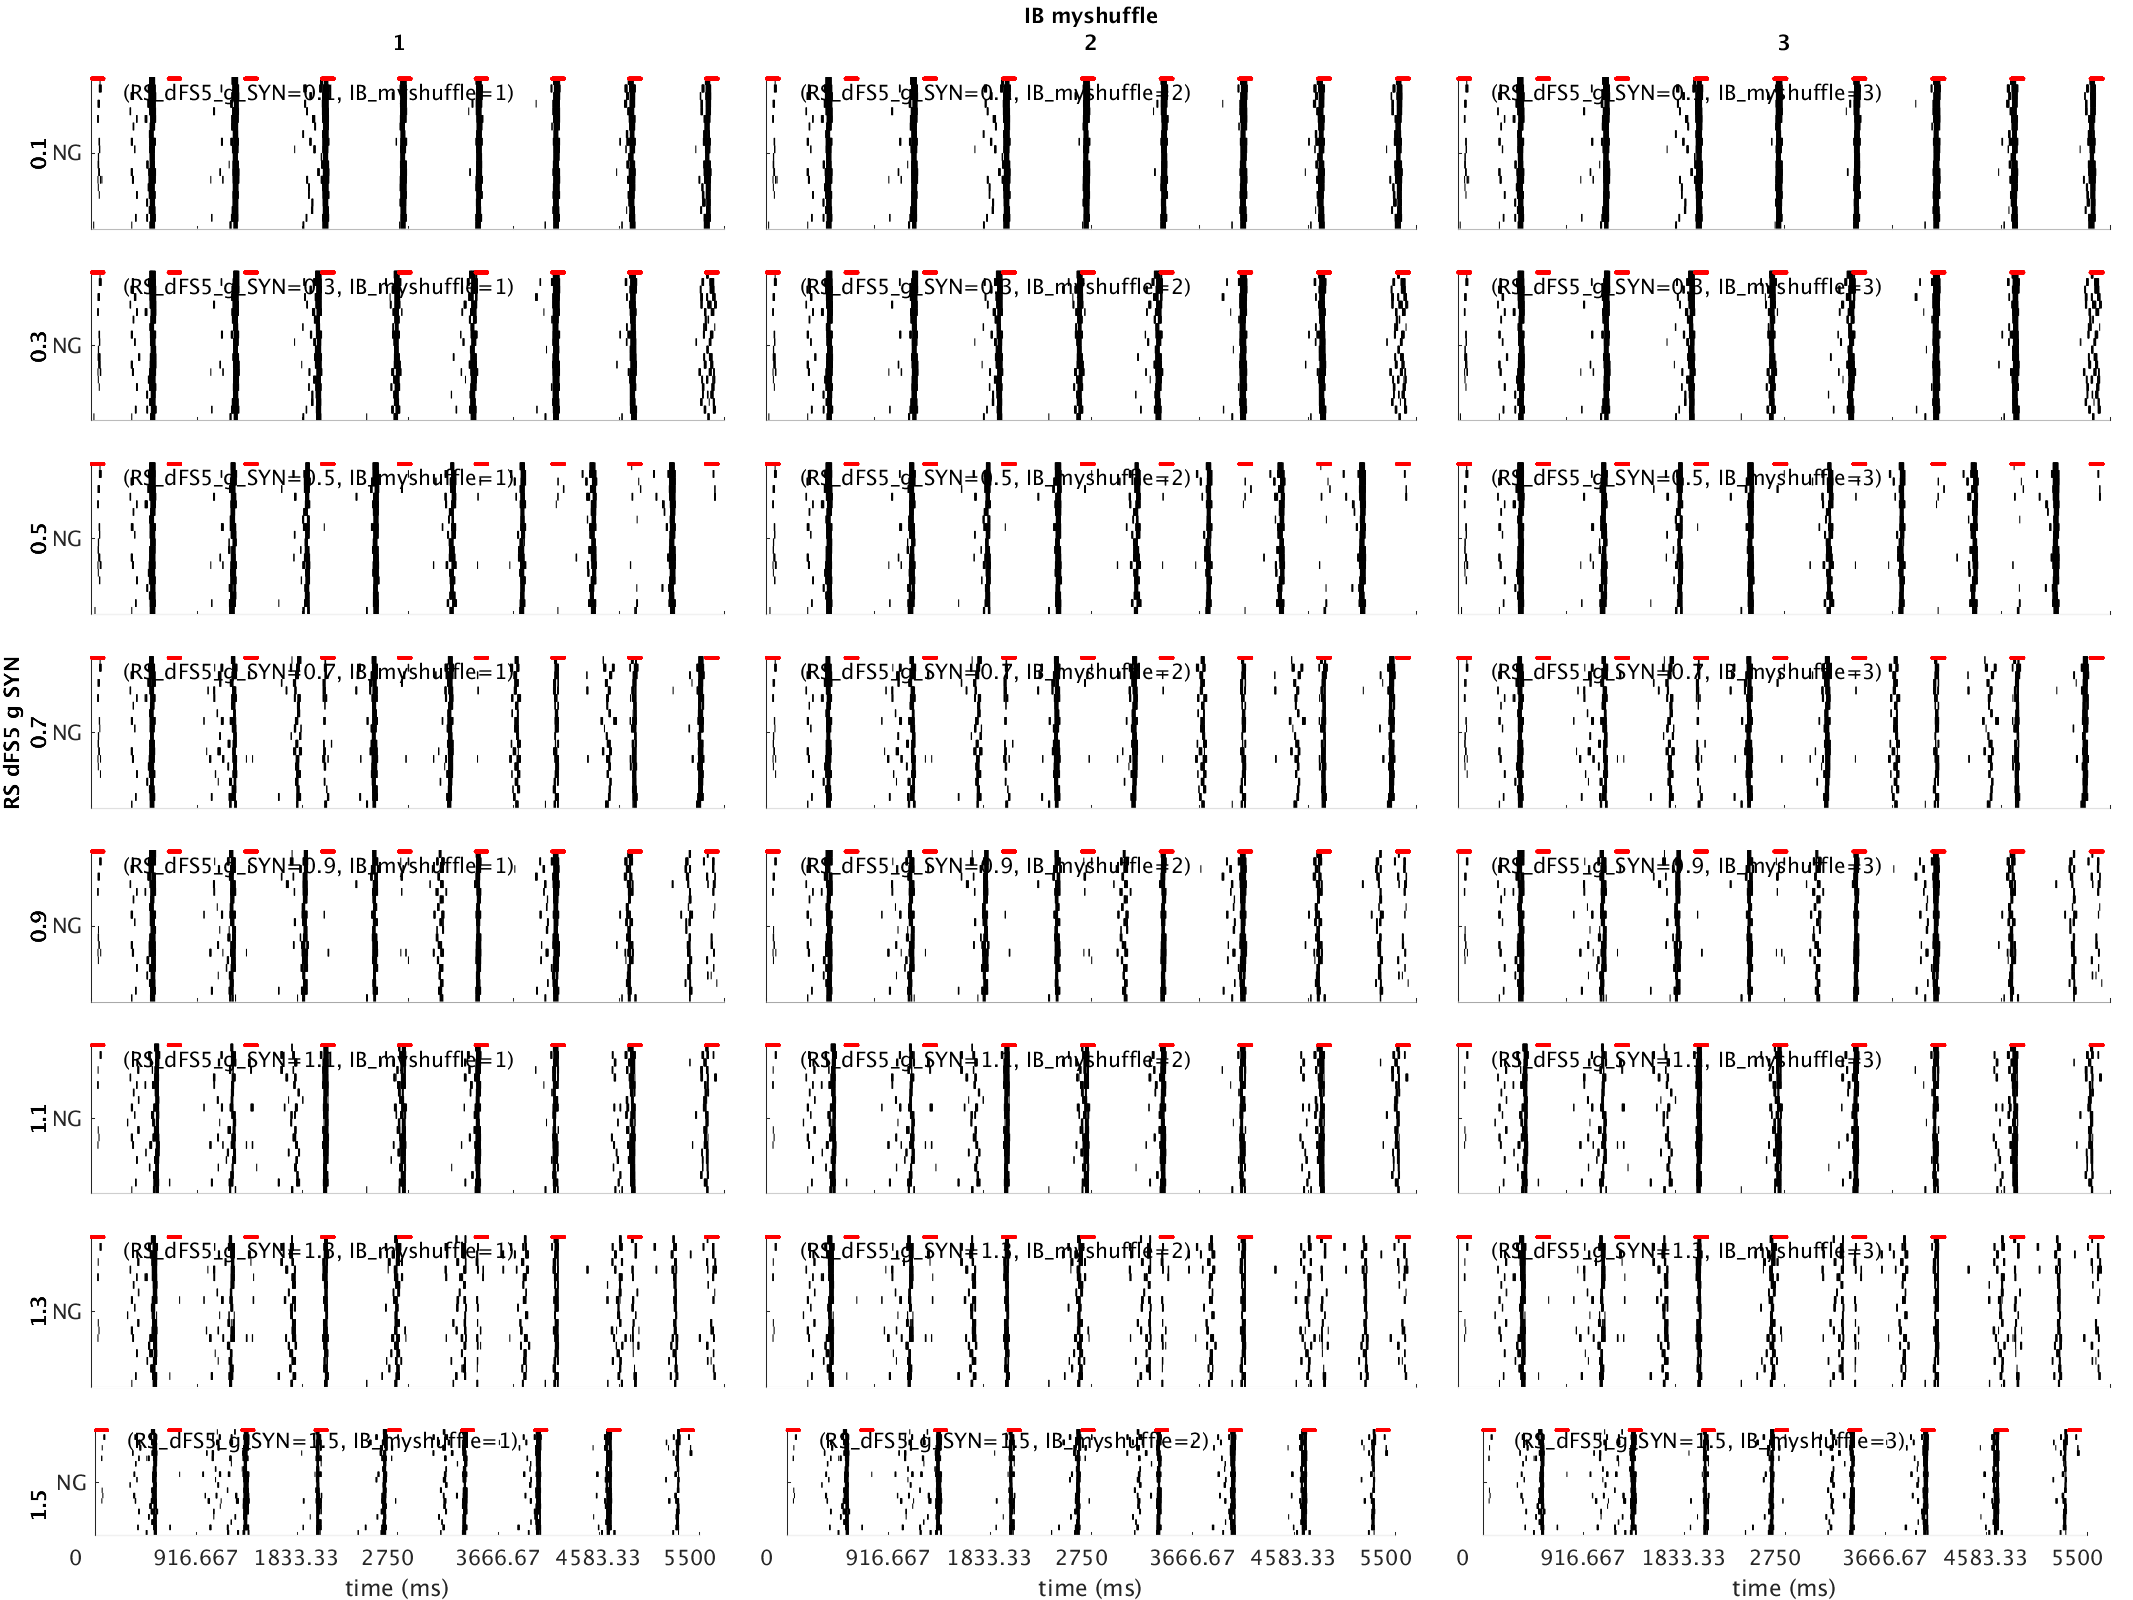 IB myshuffle
1 2 3
RS dFS5 g SYN
0.1 NG (RS_dFS5_g_SYN=0.1, IB_myshuffle=1) (RS_dFS5_g_SYN=0.1, IB_myshuffle=2) (RS_dFS5_g_SYN=0.1, IB_myshuffle=3)
0.3 NG (RS_dFS5_g_SYN=0.3, IB_myshuffle=1) (RS_dFS5_g_SYN=0.3, IB_myshuffle=2) (RS_dFS5_g_SYN=0.3, IB_myshuffle=3)
0.5 NG (RS_dFS5_g_SYN=0.5, IB_myshuffle=1) (RS_dFS5_g_SYN=0.5, IB_myshuffle=2) (RS_dFS5_g_SYN=0.5, IB_myshuffle=3)
0.7 NG (RS_dFS5_g_SYN=0.7, IB_myshuffle=1) (RS_dFS5_g_SYN=0.7, IB_myshuffle=2) (RS_dFS5_g_SYN=0.7, IB_myshuffle=3)
0.9 NG (RS_dFS5_g_SYN=0.9, IB_myshuffle=1) (RS_dFS5_g_SYN=0.9, IB_myshuffle=2) (RS_dFS5_g_SYN=0.9, IB_myshuffle=3)
1.1 NG (RS_dFS5_g_SYN=1.1, IB_myshuffle=1) (RS_dFS5_g_SYN=1.1, IB_myshuffle=2) (RS_dFS5_g_SYN=1.1, IB_myshuffle=3)
1.3 NG (RS_dFS5_g_SYN=1.3, IB_myshuffle=1) (RS_dFS5_g_SYN=1.3, IB_myshuffle=2) (RS_dFS5_g_SYN=1.3, IB_myshuffle=3)
1.5 NG (RS_dFS5_g_SYN=1.5, IB_myshuffle=1) (RS_dFS5_g_SYN=1.5, IB_myshuffle=2) (RS_dFS5_g_SYN=1.5, IB_myshuffle=3)
0 916.667 1833.33 2750 3666.67 4583.33 5500 0 916.667 1833.33 2750 3666.67 4583.33 5500 0 916.667 1833.33 2750 3666.67 4583.33 5500
time (ms) time (ms) time (ms)